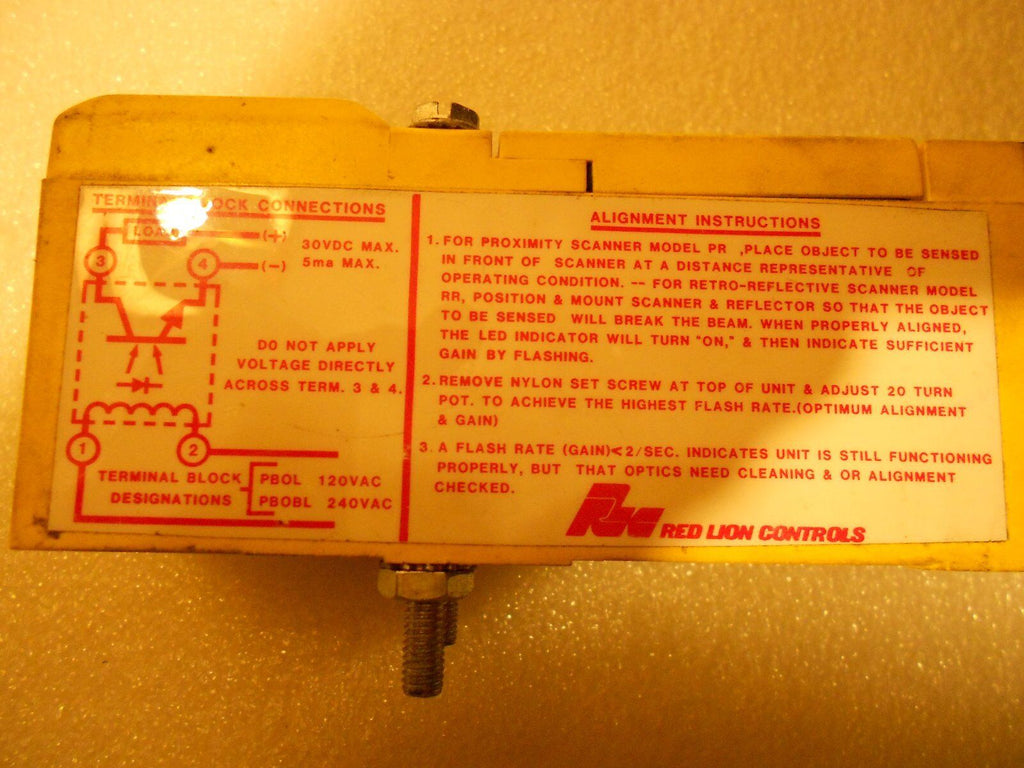 TERMINAL BLOCK CONNECTIONS
LOAD
(+)
(-)
30VDC MAX.
5ma MAX.
3
4
DO NOT APPLY
VOLTAGE DIRECTLY
ACROSS TERM. 3 & 4.
1
2
TERMINAL BLOCK
DESIGNATIONS
PBOL 120VAC
PBOBL 240VAC
ALIGNMENT INSTRUCTIONS
1. FOR PROXIMITY SCANNER MODEL PR ,PLACE OBJECT TO BE SENSED
IN FRONT OF SCANNER AT A DISTANCE REPRESENTATIVE OF
OPERATING CONDITION. -- FOR RETRO-REFLECTIVE SCANNER MODEL
RR, POSITION & MOUNT SCANNER & REFLECTOR SO THAT THE OBJECT
TO BE SENSED WILL BREAK THE BEAM. WHEN PROPERLY ALIGNED,
THE LED INDICATOR WILL TURN "ON," & THEN INDICATE SUFFICIENT
GAIN BY FLASHING.
2. REMOVE NYLON SET SCREW AT TOP OF UNIT & ADJUST 20 TURN
POT. TO ACHIEVE THE HIGHEST FLASH RATE.(OPTIMUM ALIGNMENT
& GAIN)
3. A FLASH RATE (GAIN)<2/SEC. INDICATES UNIT IS STILL FUNCTIONING
PROPERLY, BUT THAT OPTICS NEED CLEANING & OR ALIGNMENT
CHECKED.
RED LION CONTROLS